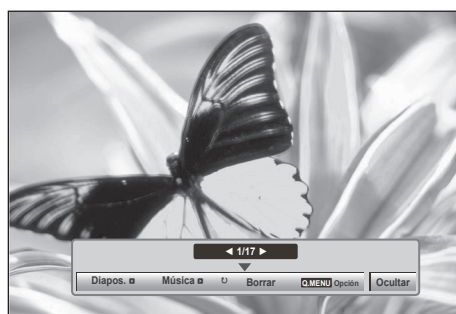 ◀ 1/17 ▶
Diapos. Música ↻ Borrar Q.MENU Opción Ocultar